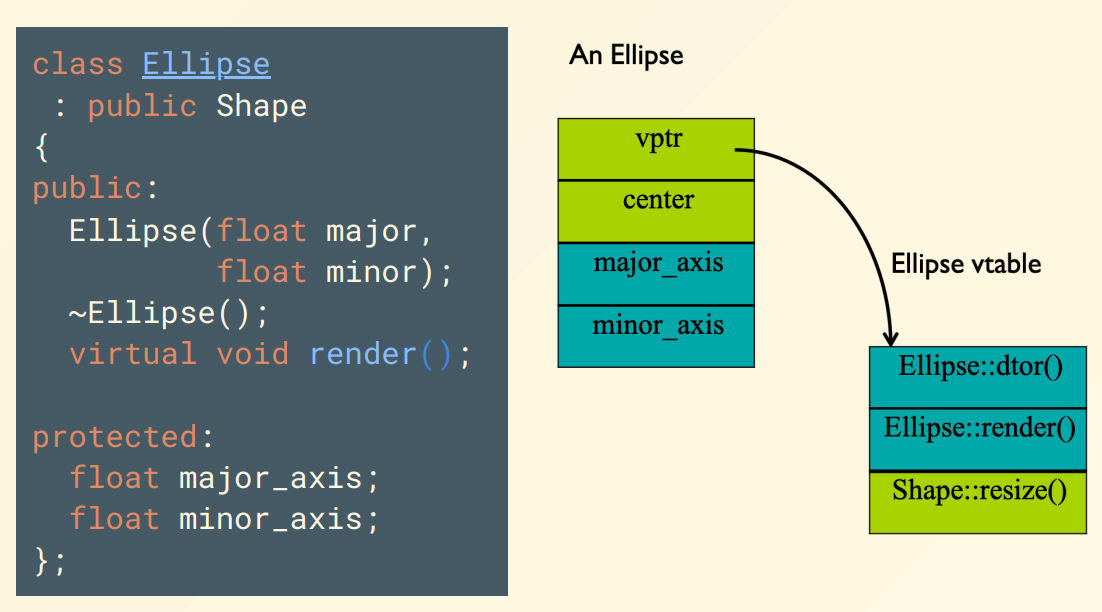 class Ellipse
: public Shape
{
public:
Ellipse(float major,
float minor);
~Ellipse();
virtual void render();
protected:
float major_axis;
float minor_axis;
};
An Ellipse
vptr
center
major_axis
minor_axis
Ellipse vtable
Ellipse::dtor()
Ellipse::render()
Shape::resize()